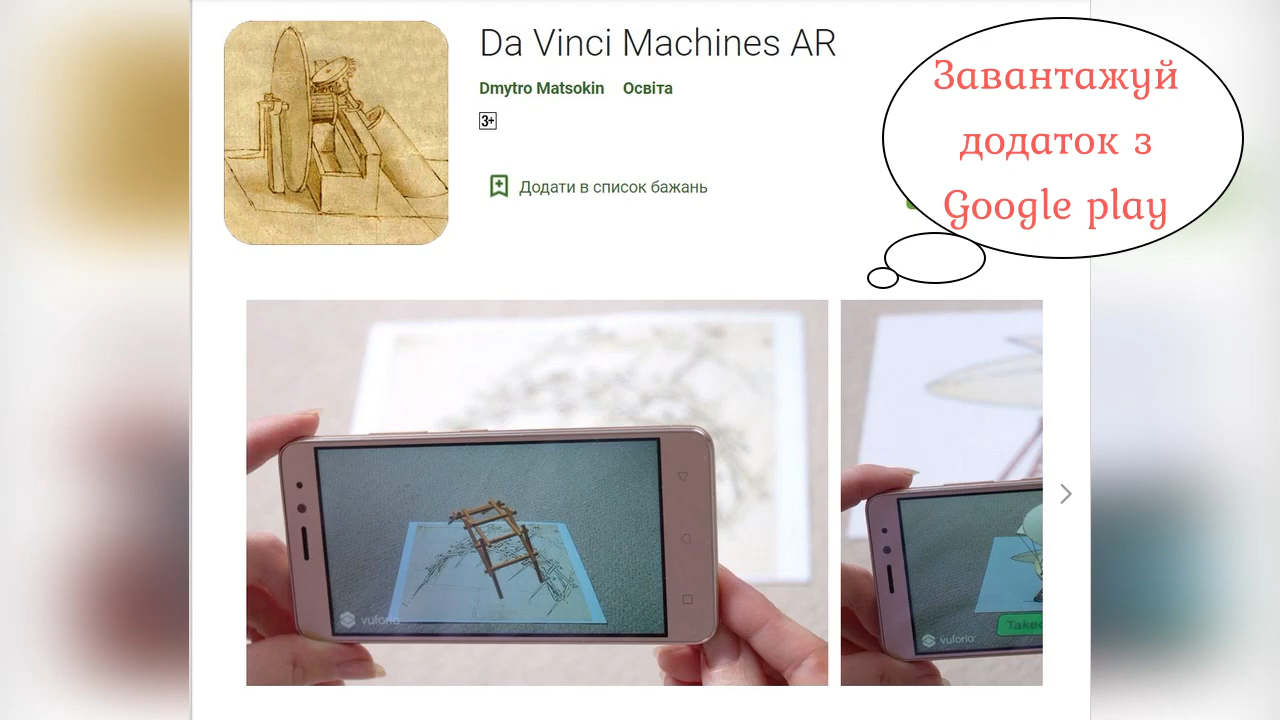 Da Vinci Machines AR
Dmytro Matsokin Освіта
3+
Додати в список бажань
Завантажуй
додаток з
Google play
vuforia
vuforia